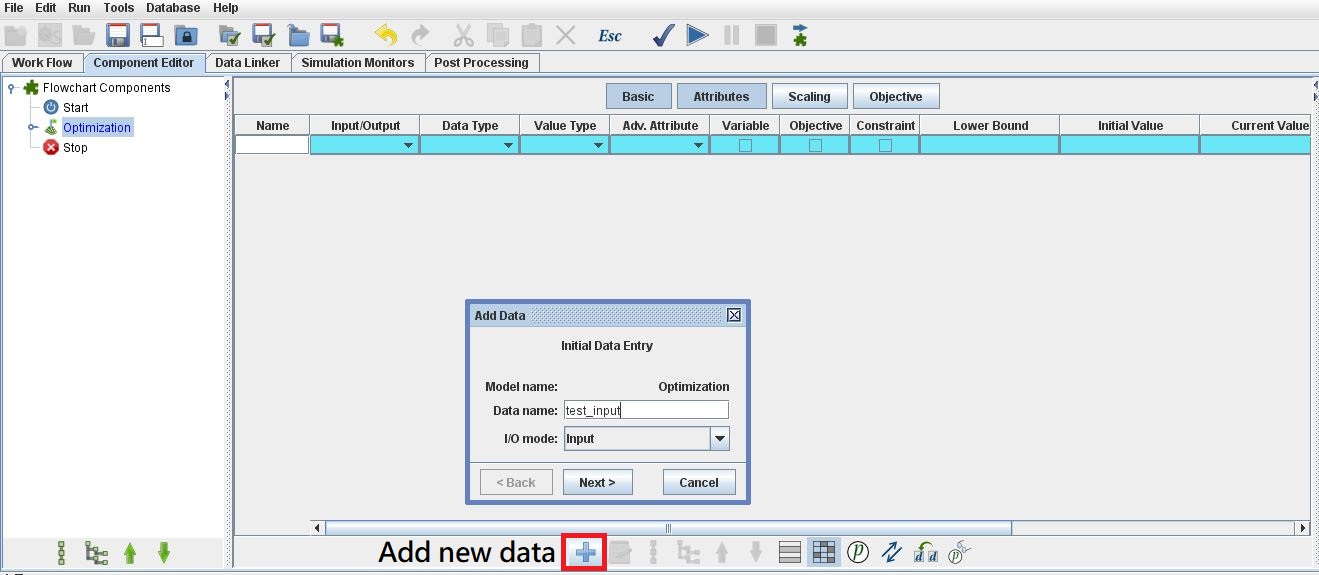 File Edit Run Tools Database Help
Esc
Work Flow Component Editor Data Linker Simulation Monitors Post Processing
Flowchart Components
Start
Optimization
Stop
Basic Attributes Scaling Objective
Name Input/Output Data Type Value Type Adv. Attribute Variable Objective Constraint Lower Bound Initial Value Current Value
Add Data
Initial Data Entry
Model name: Optimization
Data name: test_input
I/O mode: Input
< Back Next > Cancel
Add new data